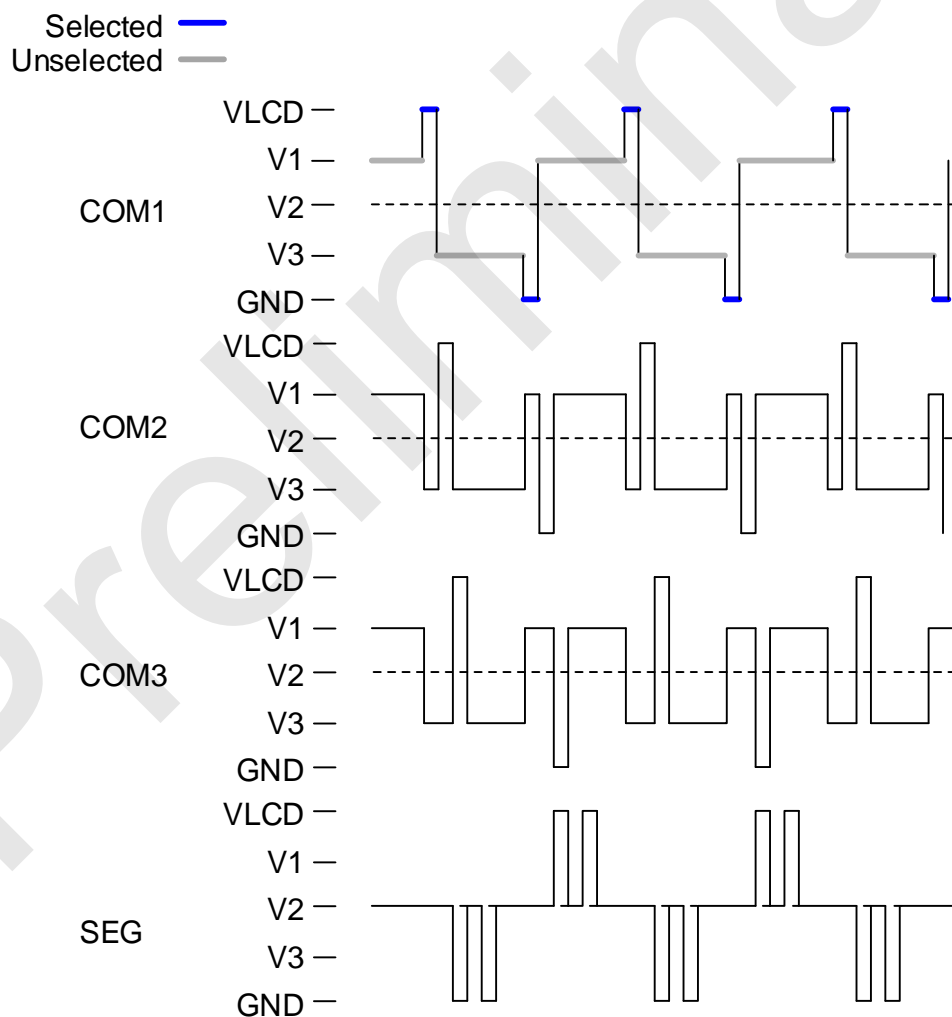 Selected
Unselected
VLCD
V1
COM1
V2
V3
GND
VLCD
V1
COM2
V2
V3
GND
VLCD
V1
COM3
V2
V3
GND
VLCD
V1
V2
SEG
V3
GND